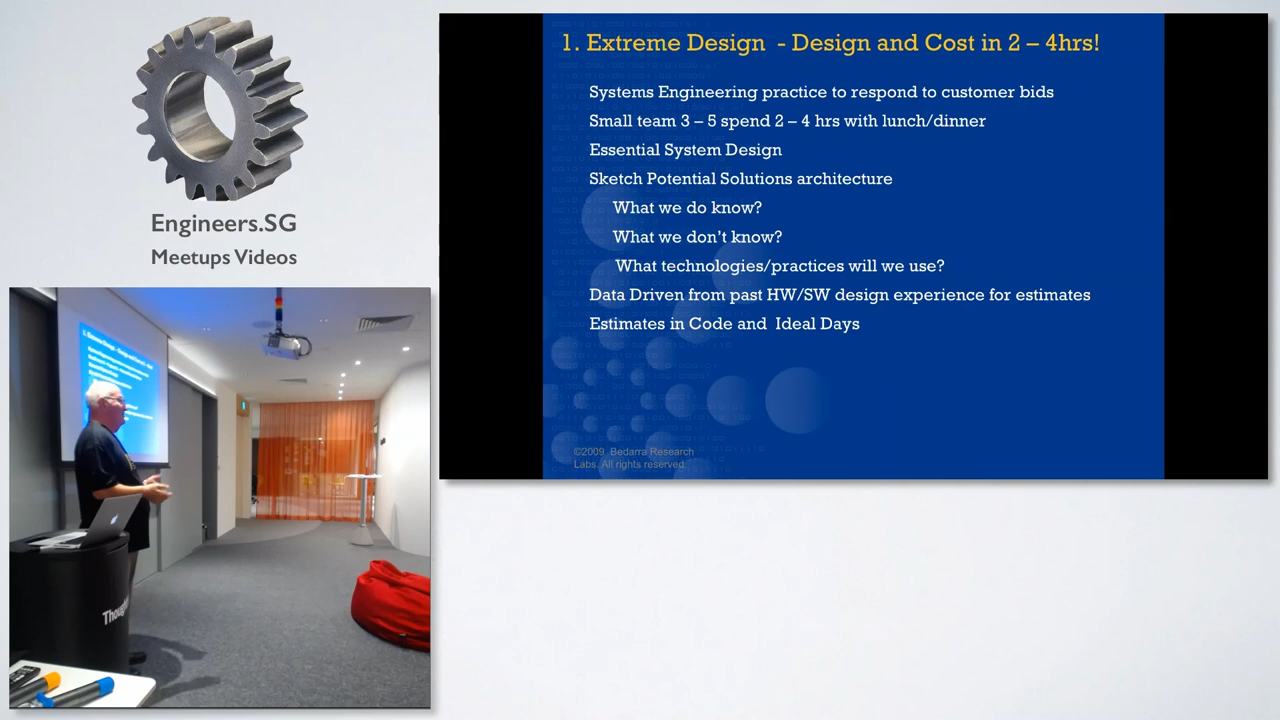 Engineers.SG
Meetups Videos
1. Extreme Design - Design and Cost in 2 – 4hrs!
Systems Engineering practice to respond to customer bids
Small team 3 – 5 spend 2 – 4 hrs with lunch/dinner
Essential System Design
Sketch Potential Solutions architecture
What we do know?
What we don’t know?
What technologies/practices will we use?
Data Driven from past HW/SW design experience for estimates
Estimates in Code and Ideal Days
©2009 Bedarra Research
Labs. All rights reserved.